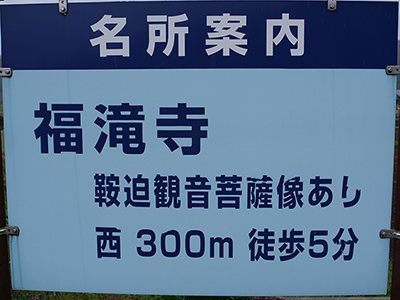 名所案内
福滝寺
鞍迫観音菩薩像あり
西 300m 徒歩5分